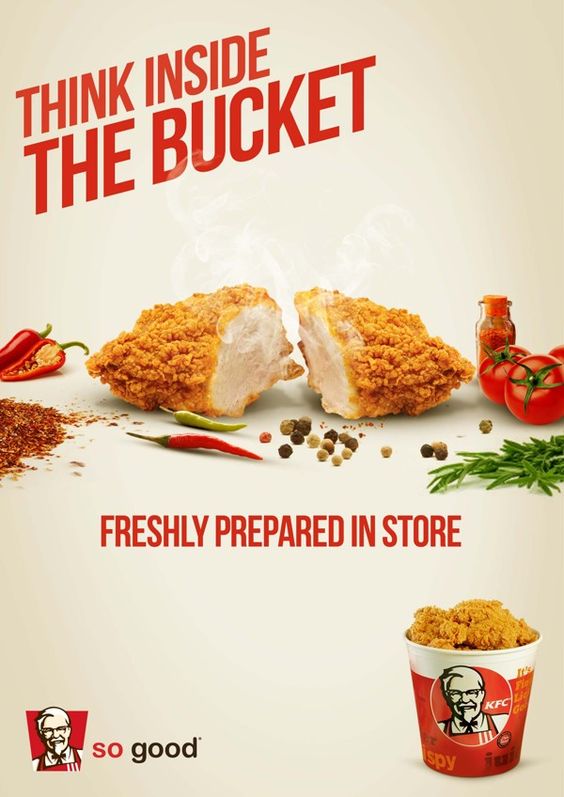 THINK INSIDE
THE BUCKET
FRESHLY PREPARED IN STORE
KFC
so good